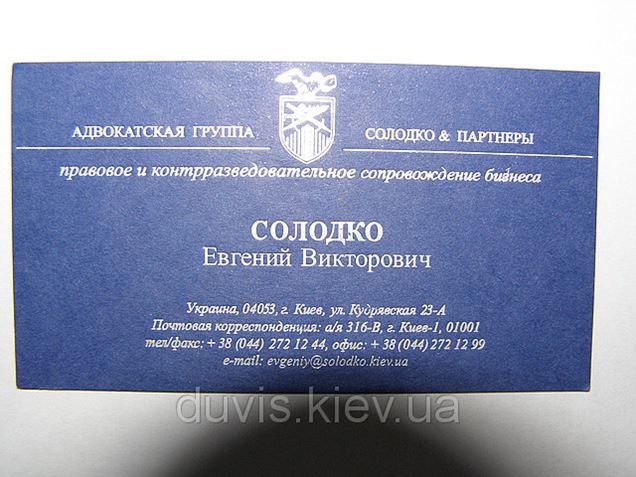 АДВОКАТСКАЯ ГРУППА СОЛОДКО & ПАРТНЕРЫ
правовое и контрразведовательное сопровождение бизнеса
СОЛОДКО
Евгений Викторович
Украина, 04053, г. Киев, ул. Кудрявская 23-А
Почтовая корреспонденция: а/я 316-В, г. Киев-1, 01001
тел/факс: + 38 (044) 272 12 44, офис: + 38 (044) 272 12 99
e-mail: evgeniy@solodko.kiev.ua
duvis.kiev.ua